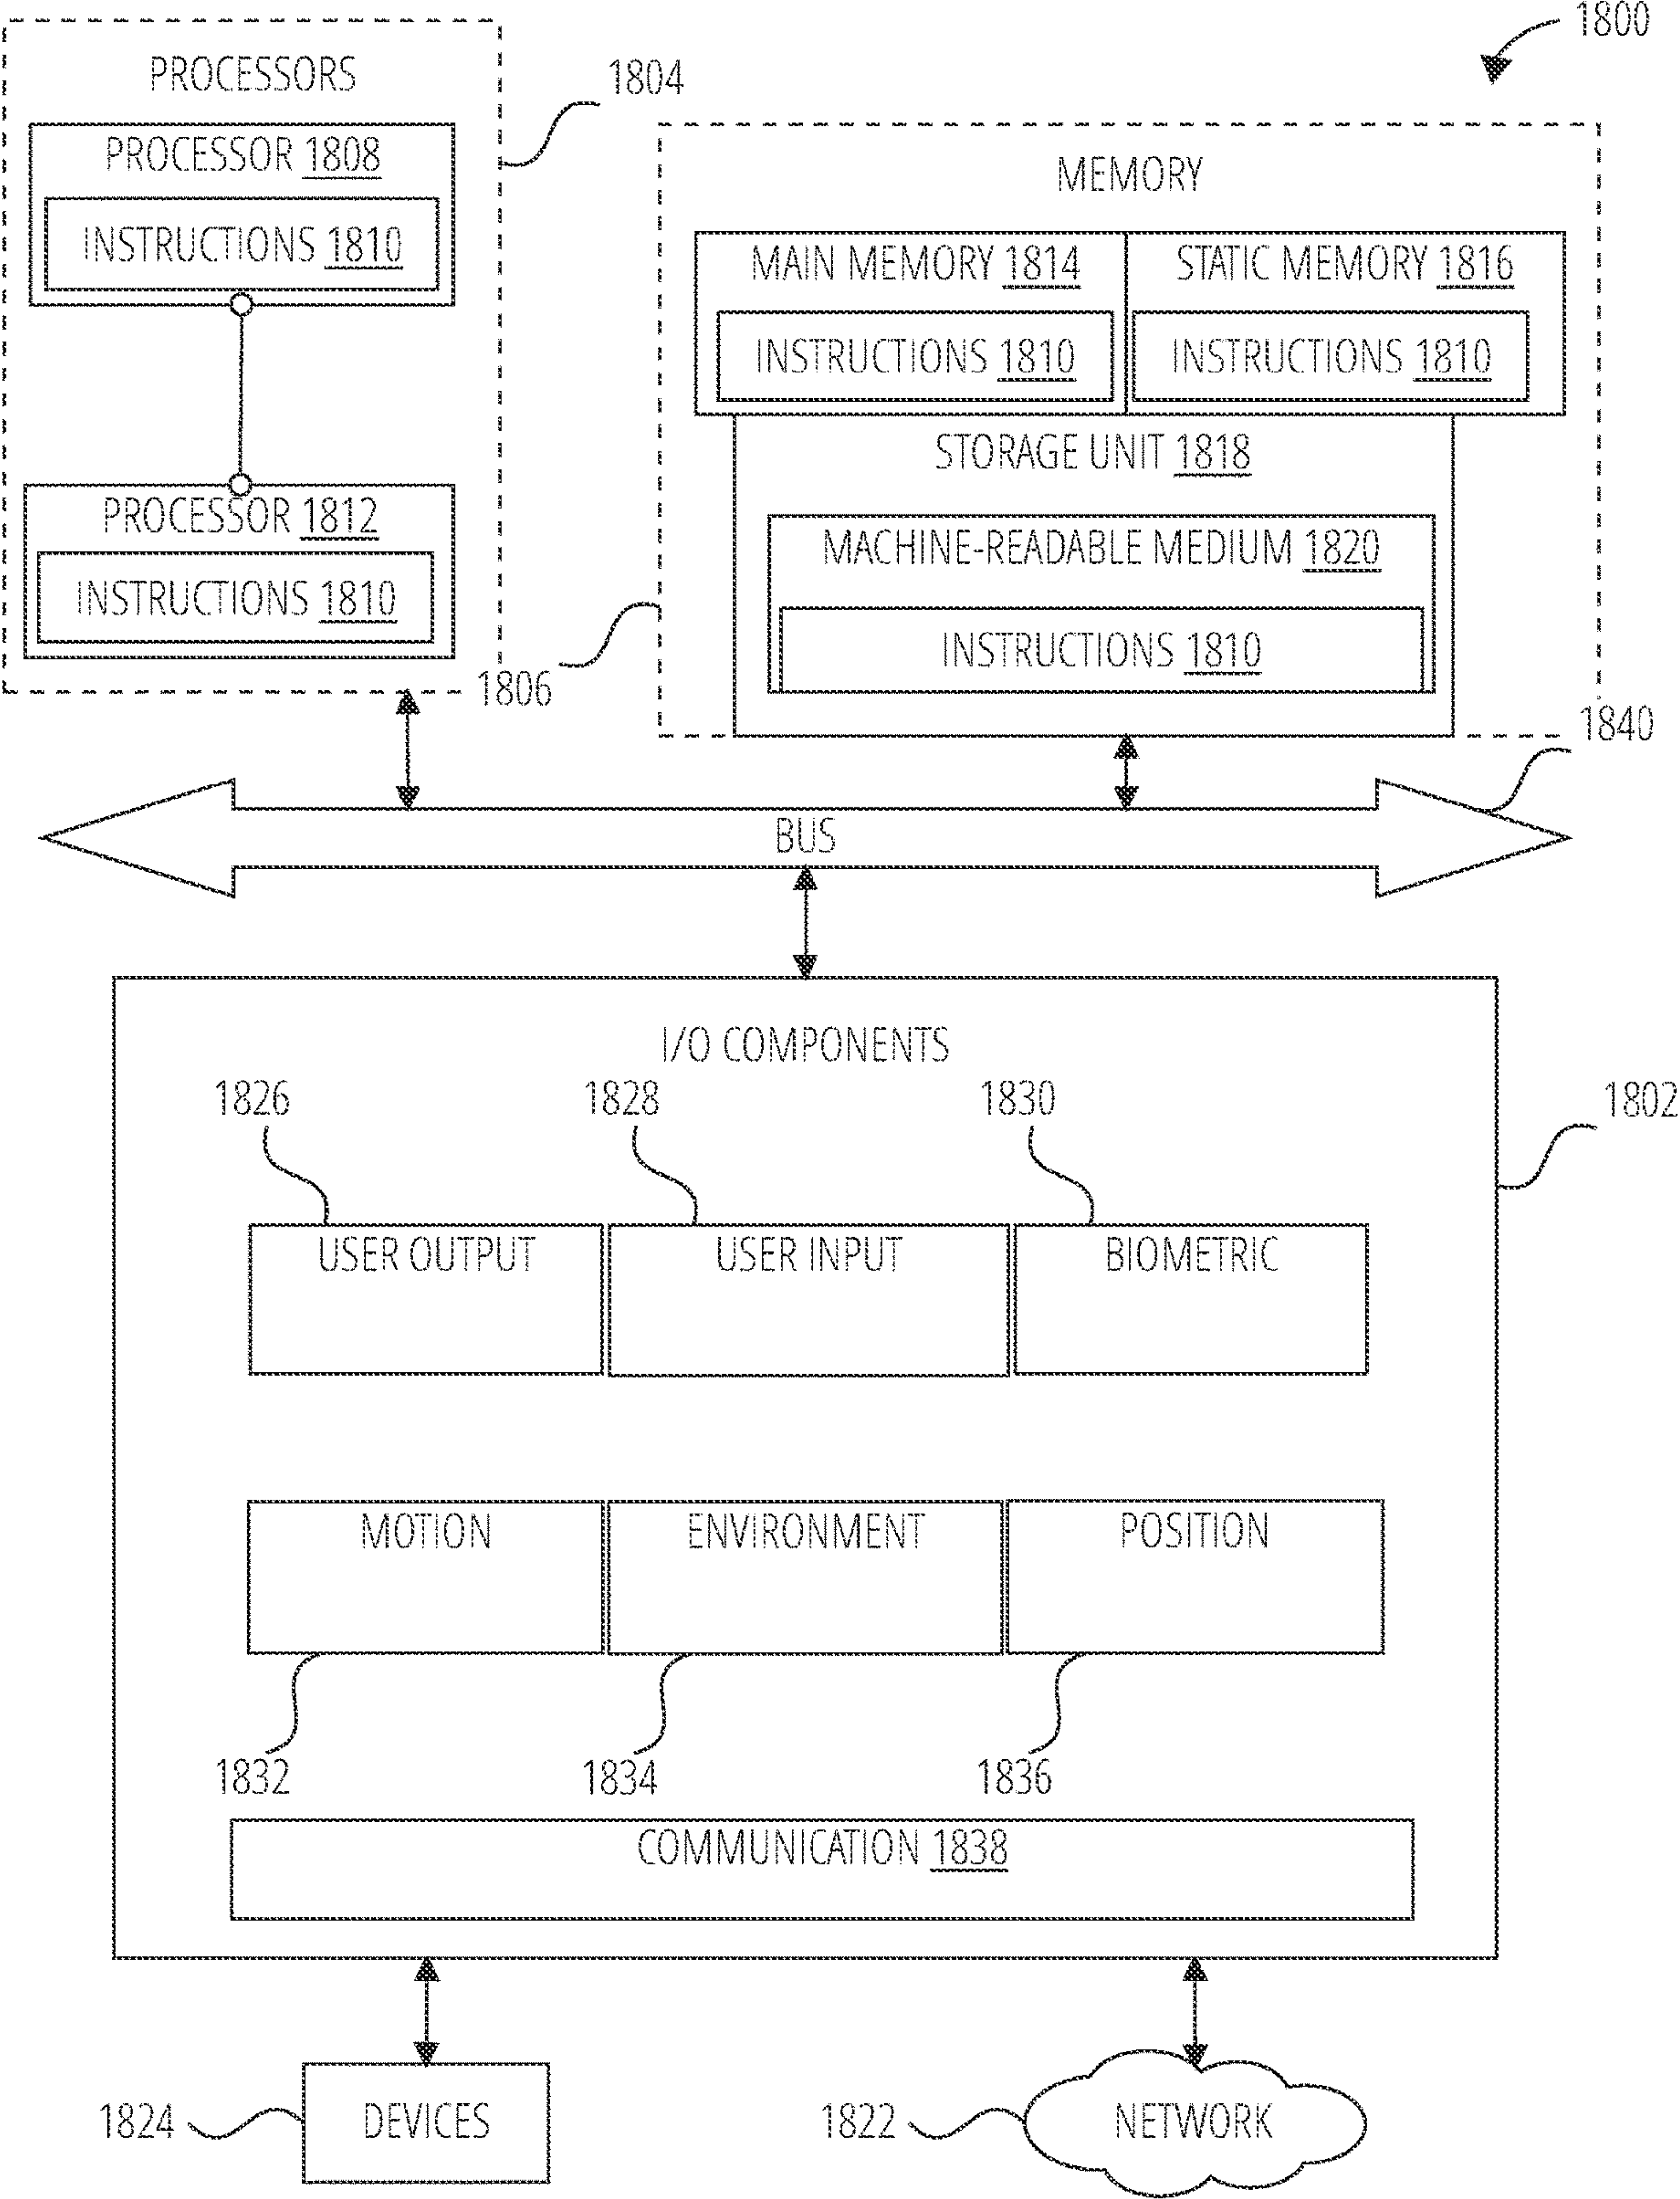 1800
PROCESSORS
1804
PROCESSOR 1808
INSTRUCTIONS 1810
PROCESSOR 1812
INSTRUCTIONS 1810
MEMORY
MAIN MEMORY 1814
INSTRUCTIONS 1810
STATIC MEMORY 1816
INSTRUCTIONS 1810
STORAGE UNIT 1818
MACHINE-READABLE MEDIUM 1820
INSTRUCTIONS 1810
1806
1840
BUS
I/O COMPONENTS
1802
1826
1828
1830
USER OUTPUT
USER INPUT
BIOMETRIC
MOTION
ENVIRONMENT
POSITION
1832
1834
1836
COMMUNICATION 1838
1824
DEVICES
1822
NETWORK